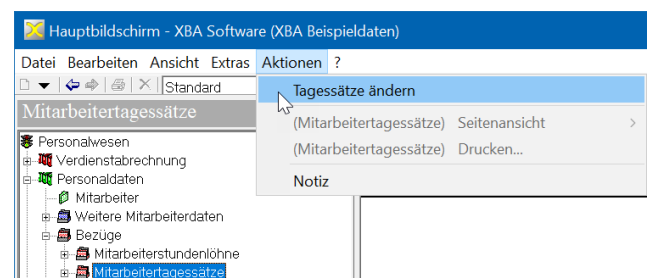 Hauptbildschirm - XBA Software (XBA Beispieldaten)
Datei Bearbeiten Ansicht Extras Aktionen ?
Standard
Tagessätze ändern
Mitarbeitertagessätze
(Mitarbeitertagessätze) Seitenansicht
(Mitarbeitertagessätze) Drucken...
Notiz
Personalwesen
Verdienstabrechnung
Personaldaten
Mitarbeiter
Weitere Mitarbeiterdaten
Bezüge
Mitarbeiterstundenlöhne
Mitarbeitertagessätze